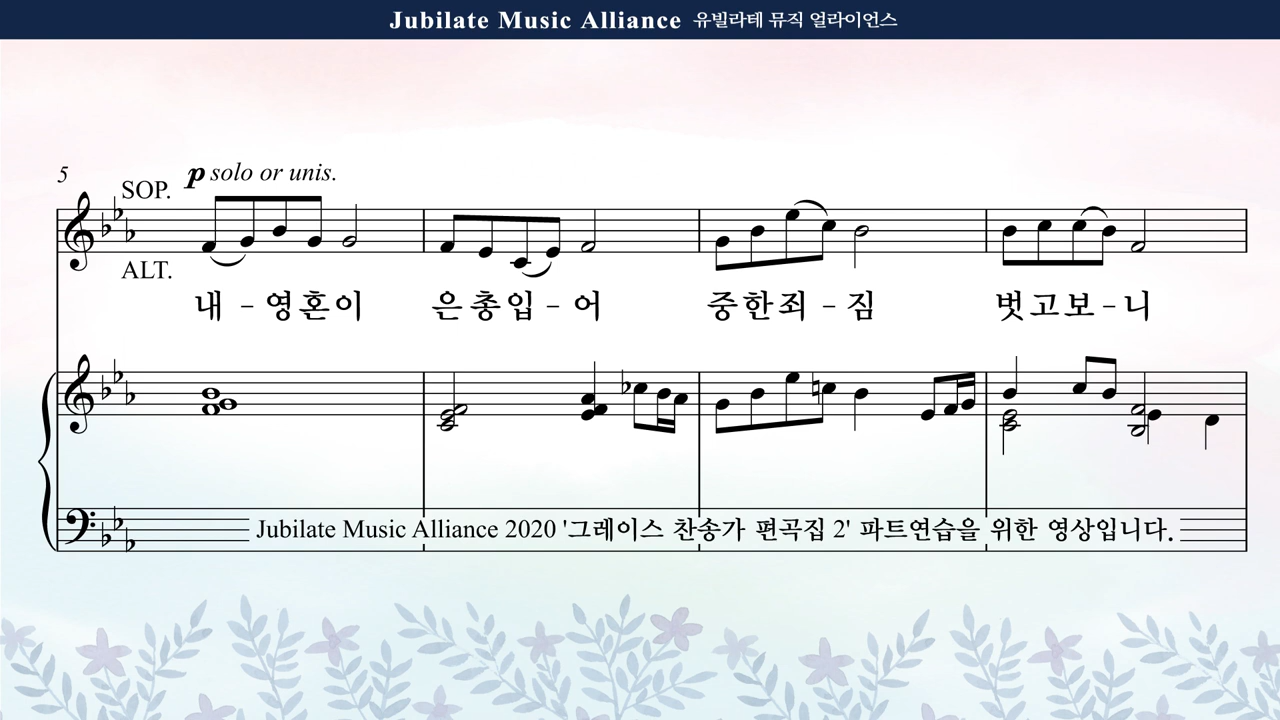 Jubilate Music Alliance 유빌라테 뮤직 얼라이언스
5
SOP.
p solo or unis.
ALT.
내 - 영혼이 은총입 - 어 중한죄 - 짐 벗고보 - 니
Jubilate Music Alliance 2020 '그레이스 찬송가 편곡집 2' 파트연습을 위한 영상입니다.